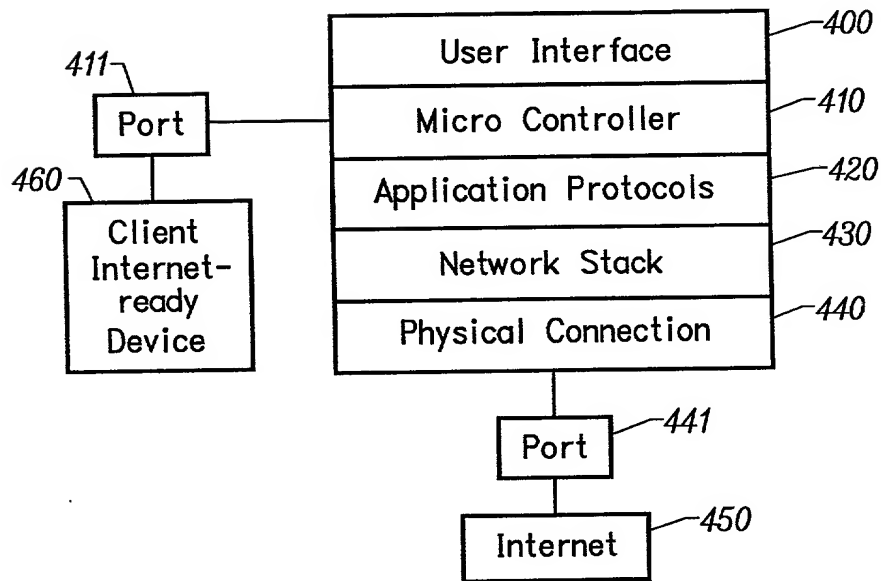 400
User Interface
411
410
Port
Micro Controller
460
420
Application Protocols
Client
Internet-
ready
Device
430
Network Stack
440
Physical Connection
441
Port
450
Internet